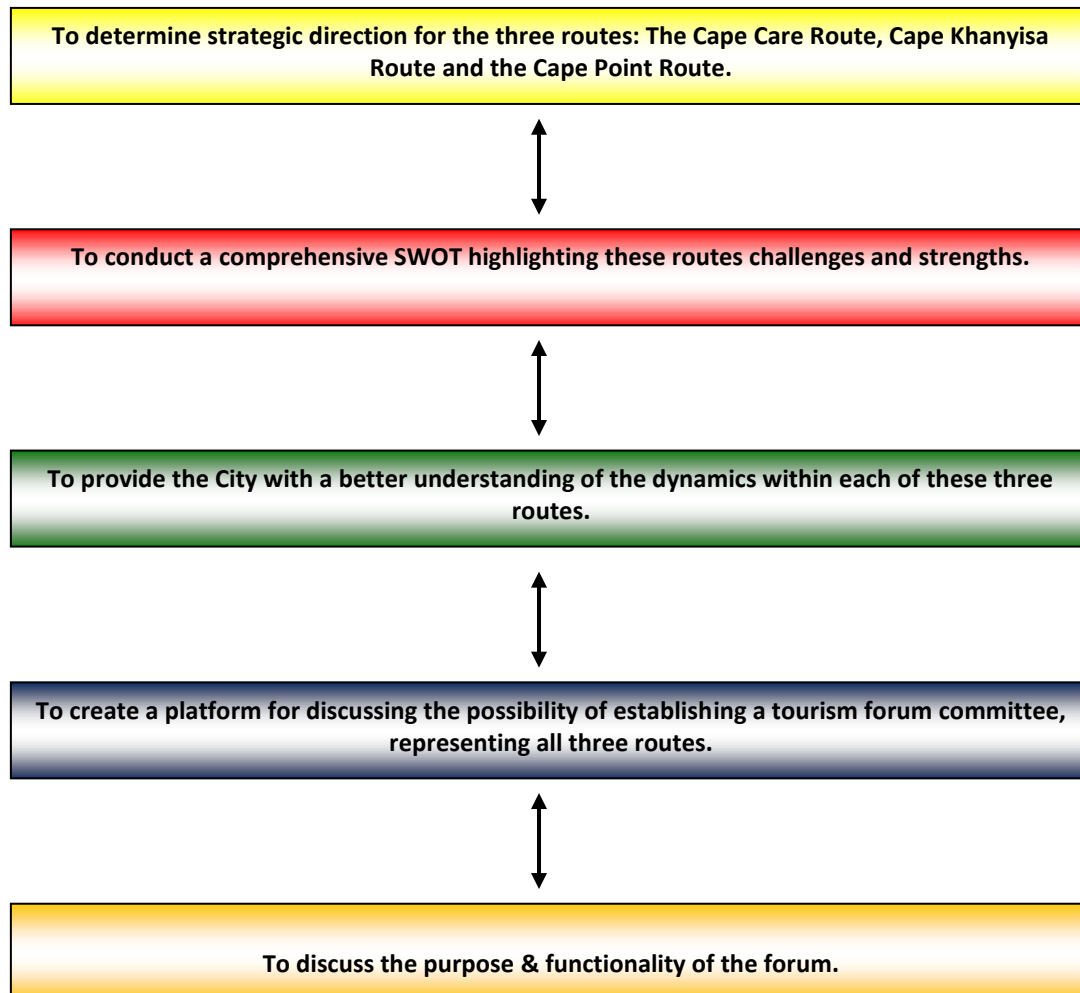 To determine strategic direction for the three routes: The Cape Care Route, Cape Khanyisa
Route and the Cape Point Route.
To conduct a comprehensive SWOT highlighting these routes challenges and strengths.
To provide the City with a better understanding of the dynamics within each of these three
routes.
To create a platform for discussing the possibility of establishing a tourism forum committee,
representing all three routes.
To discuss the purpose & functionality of the forum.